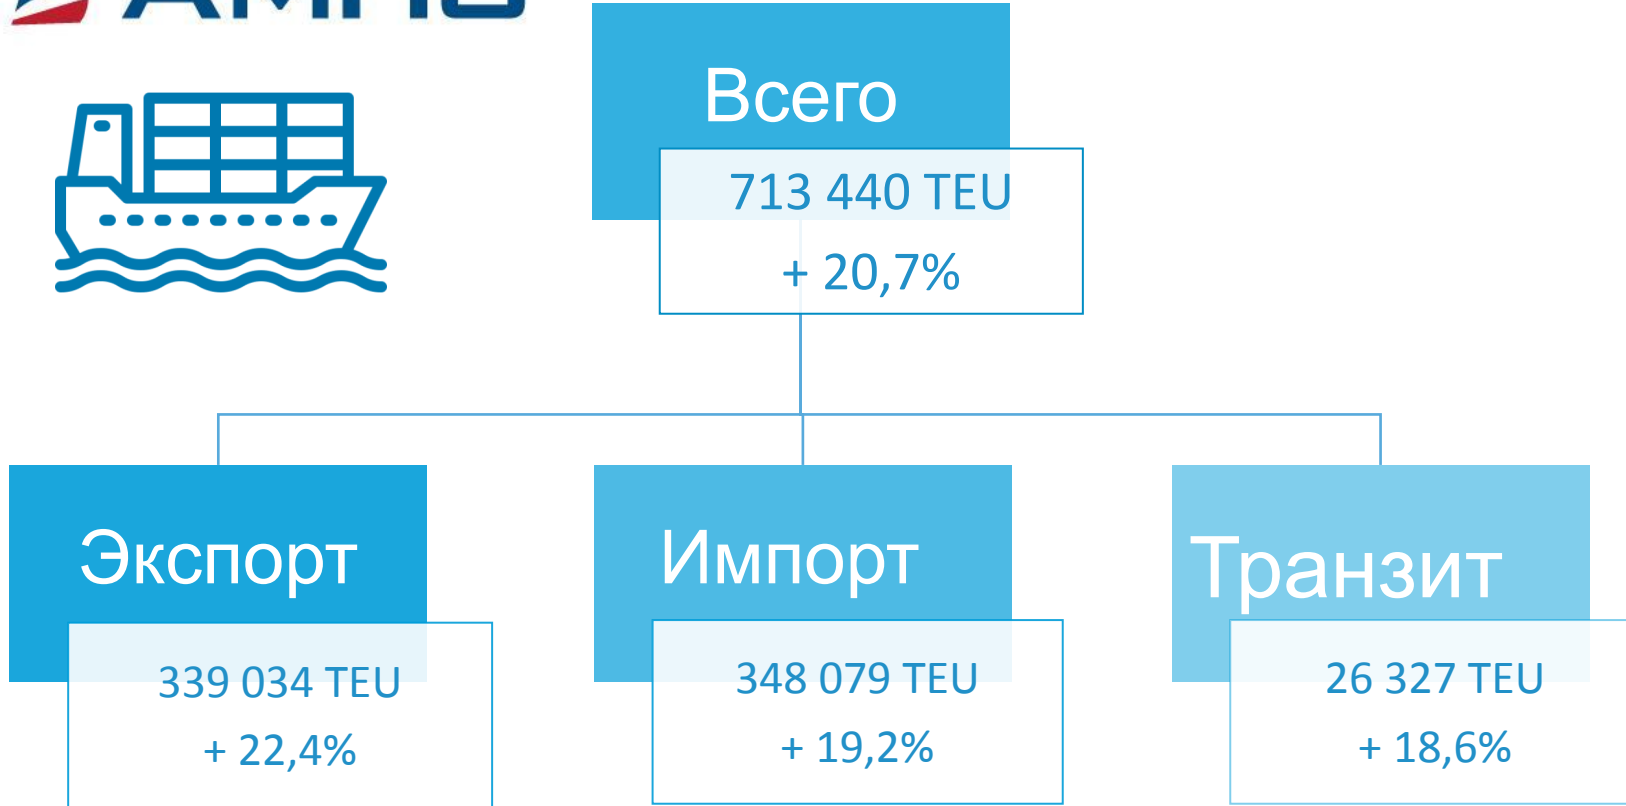 Всего
713 440 TEU
+ 20,7%
Экспорт
339 034 TEU
+ 22,4%
Импорт
348 079 TEU
+ 19,2%
Транзит
26 327 TEU
+ 18,6%